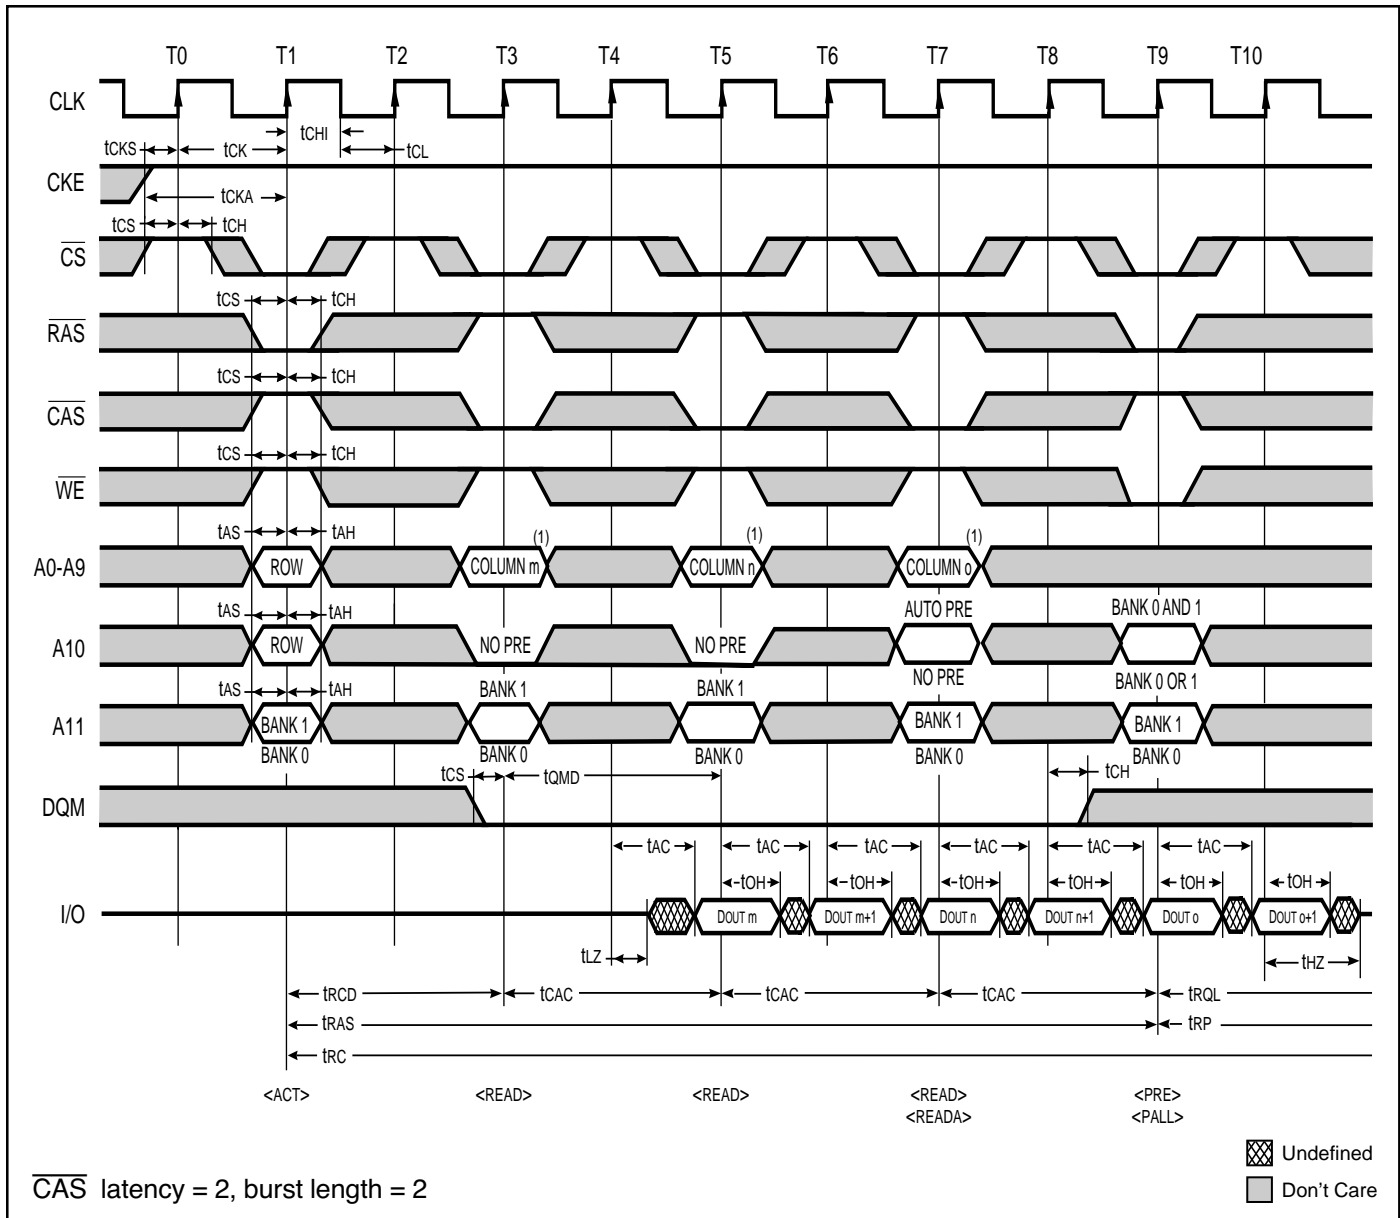 T0 T1 T2 T3 T4 T5 T6 T7 T8 T9 T10
CLK
tCHI
tCKS tCK tCL
CKE
tCKA
tCS tCH
CS
tCS tCH
RAS
tCS tCH
CAS
tCS tCH
WE
tAS tAH (1) (1) (1)
A0-A9 ROW COLUMN m COLUMN n COLUMN o
tAS tAH AUTO PRE BANK 0 AND 1
A10 ROW NO PRE NO PRE
NO PRE BANK 0 OR 1
tAS tAH BANK 1 BANK 1
A11 BANK 1 BANK 1 BANK 1
BANK 0 BANK 0 BANK 0 BANK 0 BANK 0
tCS tQMD tCH
DQM
tAC tAC tAC tAC tAC tAC
tOH tOH tOH tOH tOH tOH
I/O DOUT m DOUT m+1 DOUT n DOUT n+1 DOUT o DOUT o+1
tLZ tHZ
tRCD tCAC tCAC tCAC tRQL
tRAS tRP
tRC
<ACT> <READ> <READ> <READ> <PRE>
<READA> <PALL>
Undefined
CAS latency = 2, burst length = 2 Don't Care